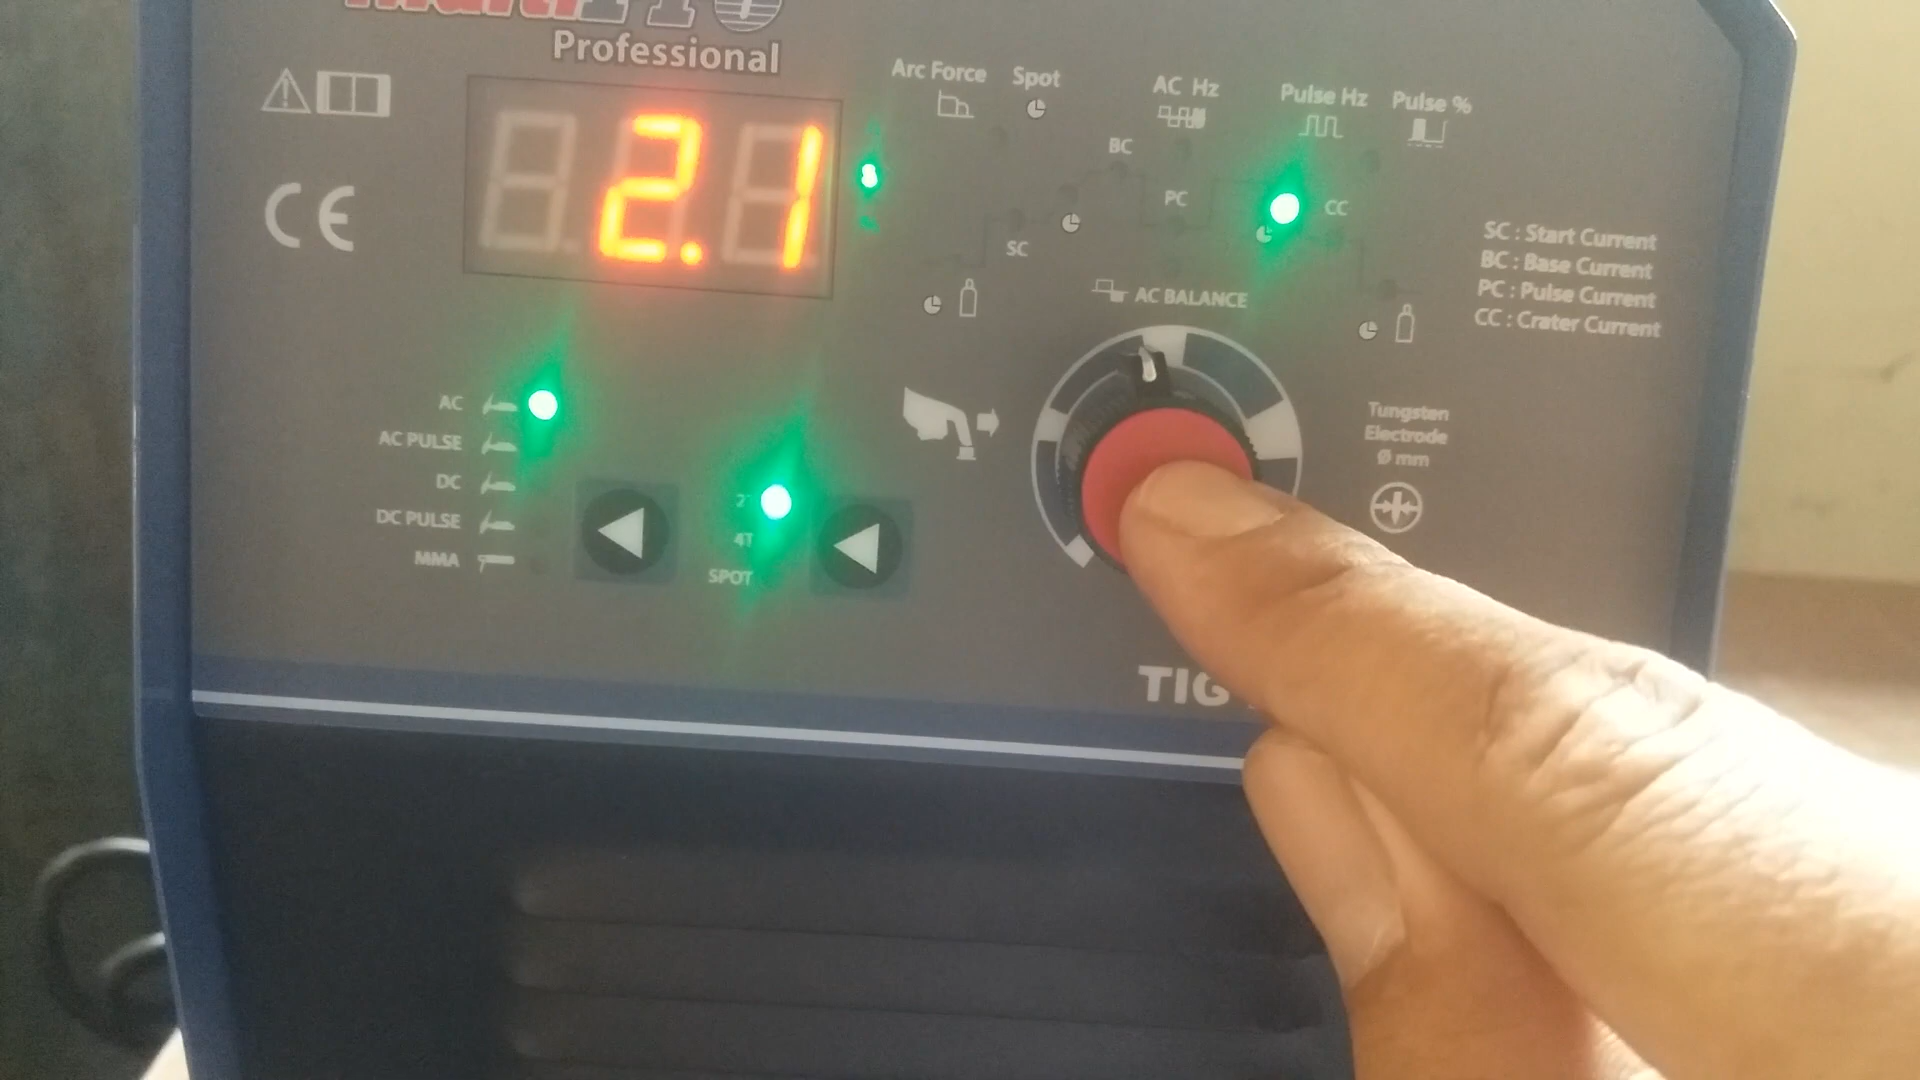 Professional
Arc Force
Spot
AC Hz
Pulse Hz
Pulse %
BC
PC
CC
SC
2.1
CE
SC : Start Current
BC : Base Current
PC : Pulse Current
CC : Crater Current
AC BALANCE
AC
AC PULSE
DC
DC PULSE
MMA
2T
4T
SPOT
Tungsten
Electrode
Ø mm
TIG